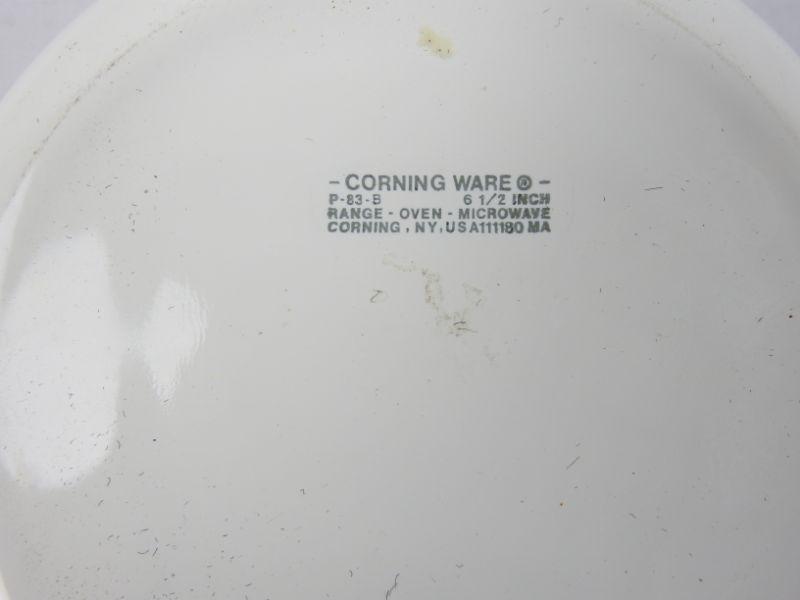 - CORNING WARE ® -
P-83-B 6 1/2 INCH
RANGE - OVEN - MICROWAVE
CORNING, NY, USA111180 MA